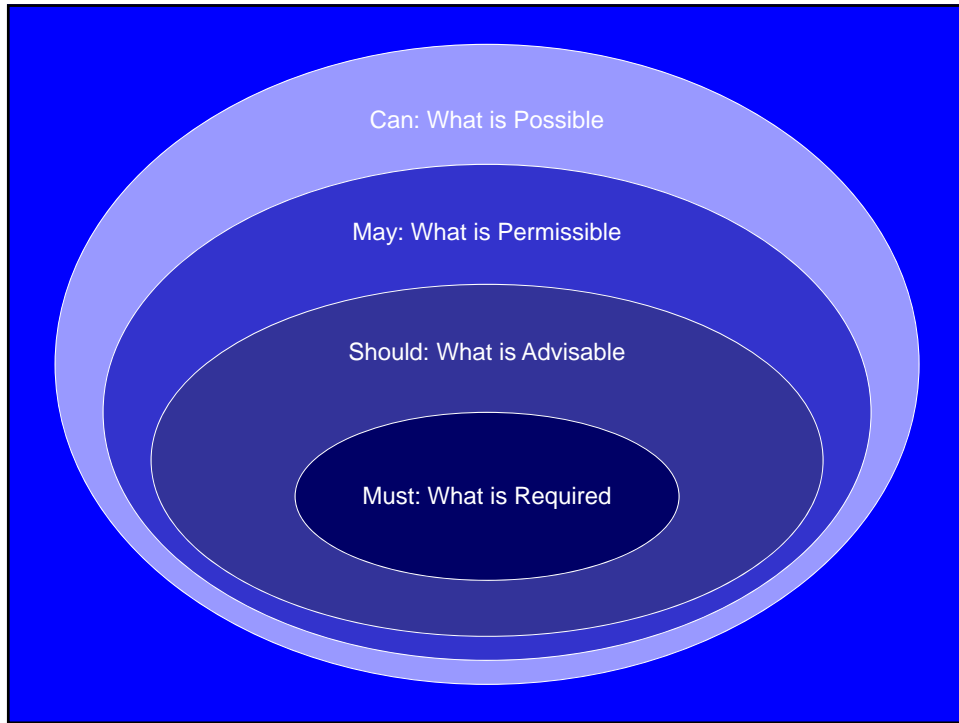 Can: What is Possible
May: What is Permissible
Should: What is Advisable
Must: What is Required